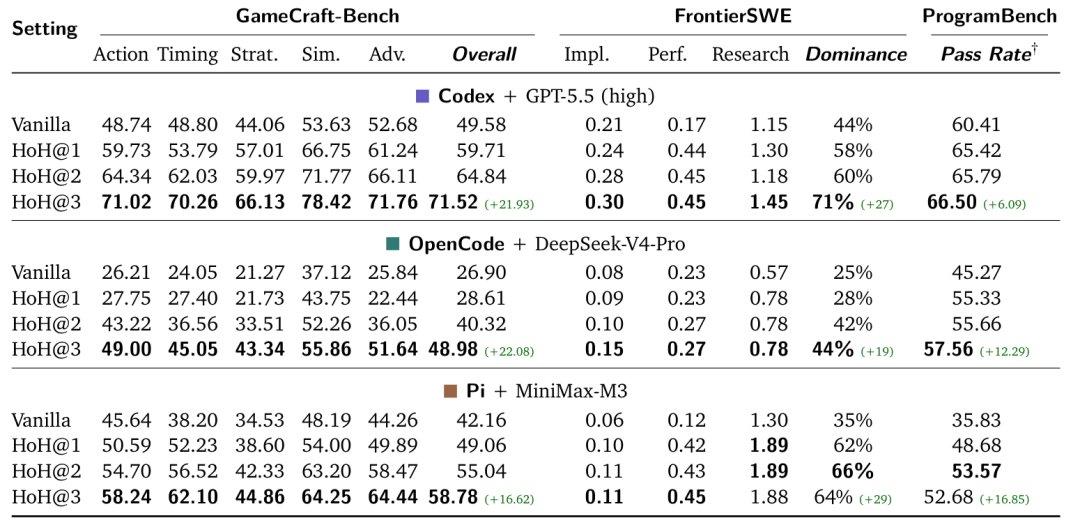 GameCraft-Bench FrontierSWE ProgramBench
Setting
Action Timing Strat. Sim. Adv. Overall Impl. Perf. Research Dominance Pass Rate†
Codex + GPT-5.5 (high)
Vanilla 48.74 48.80 44.06 53.63 52.68 49.58 0.21 0.17 1.15 44% 60.41
HoH@1 59.73 53.79 57.01 66.75 61.24 59.71 0.24 0.44 1.30 58% 65.42
HoH@2 64.34 62.03 59.97 71.77 66.11 64.84 0.28 0.45 1.18 60% 65.79
HoH@3 71.02 70.26 66.13 78.42 71.76 71.52 (+21.93) 0.30 0.45 1.45 71% (+27) 66.50 (+6.09)
OpenCode + DeepSeek-V4-Pro
Vanilla 26.21 24.05 21.27 37.12 25.84 26.90 0.08 0.23 0.57 25% 45.27
HoH@1 27.75 27.40 21.73 43.75 22.44 28.61 0.09 0.23 0.78 28% 55.33
HoH@2 43.22 36.56 33.51 52.26 36.05 40.32 0.10 0.27 0.78 42% 55.66
HoH@3 49.00 45.05 43.34 55.86 51.64 48.98 (+22.08) 0.15 0.27 0.78 44% (+19) 57.56 (+12.29)
Pi + MiniMax-M3
Vanilla 45.64 38.20 34.53 48.19 44.26 42.16 0.06 0.12 1.30 35% 35.83
HoH@1 50.59 52.23 38.60 54.00 49.89 49.06 0.10 0.42 1.89 62% 48.68
HoH@2 54.70 56.52 42.33 63.20 58.47 55.04 0.11 0.43 1.89 66% 53.57
HoH@3 58.24 62.10 44.86 64.25 64.44 58.78 (+16.62) 0.11 0.45 1.88 64% (+29) 52.68 (+16.85)